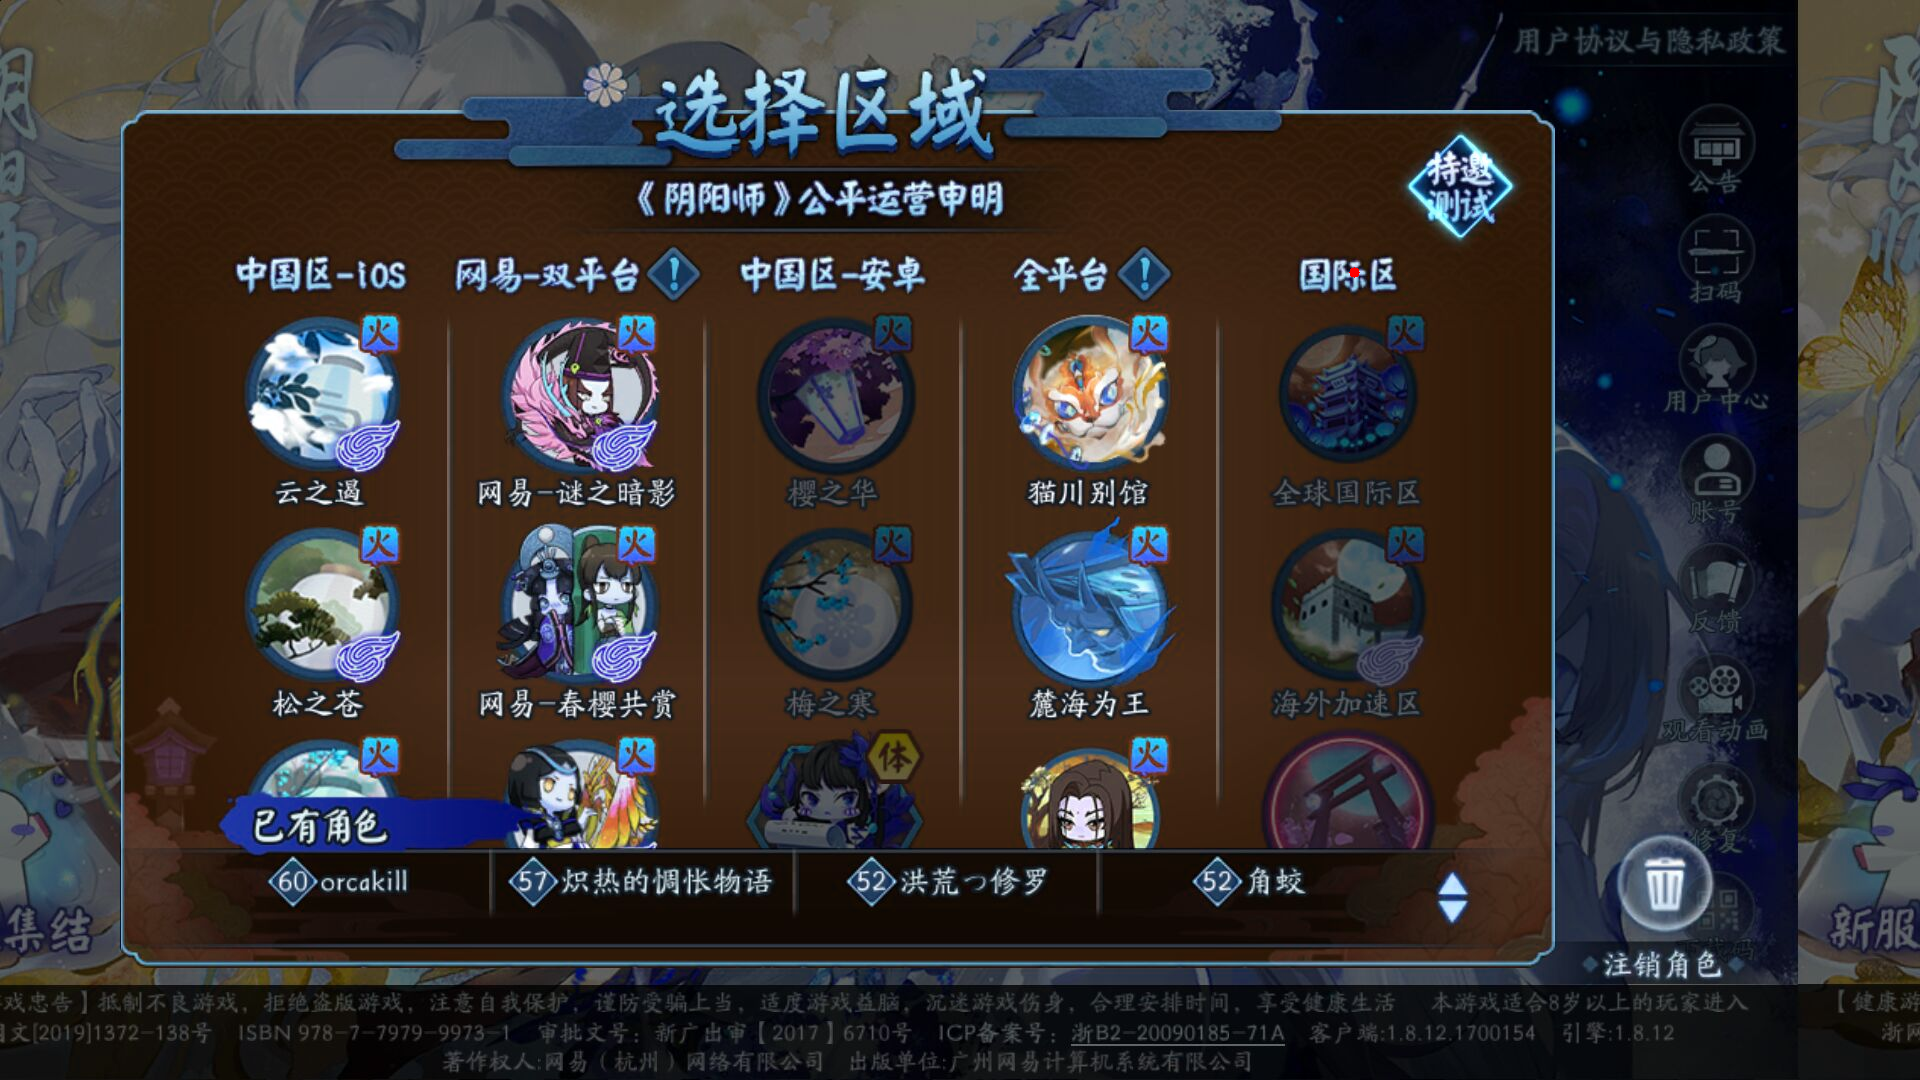 用户协议与隐私政策
选择区域
特邀
测试
《阴阳师》公平运营申明
中国区-iOS 网易-双平台 ! 中国区-安卓 全平台 ! 国际区
公告
扫码
用户中心
账号
反馈
观看动画
修复
火 火 火 火 火
云之遏 网易-谜之暗影 樱之华 猫川别馆 全球国际区
火 火 火 火 火
松之苍 网易-春樱共赏 梅之寒 麓海为王 海外加速区
火 火 体 火
已有角色
60 orcakill 57 炽热的惆怅物语 52 洪荒つ修罗 52 角蛟
集结
新服
注销角色
戏忠告】抵制不良游戏，拒绝盗版游戏，注意自我保护，谨防受骗上当，适度游戏益脑，沉迷游戏伤身，合理安排时间，享受健康生活 本游戏适合8岁以上的玩家进入 【健康游
文[2019]1372-138号 ISBN 978-7-7979-9973-1 审批文号：新广出审【2017】6710号 ICP备案号：浙B2-20090185-71A 客户端:1.8.12.1700154 引擎:1.8.12 浙网
著作权人:网易（杭州）网络有限公司 出版单位:广州网易计算机系统有限公司